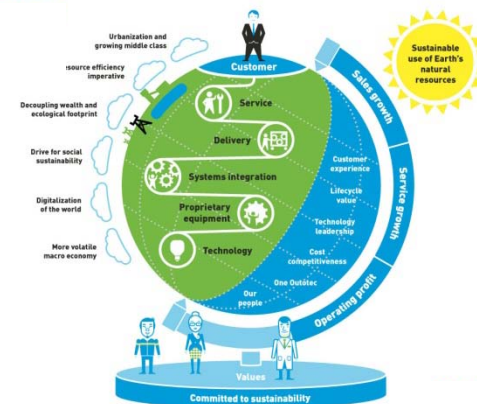 Urbanization and
growing middle class
esource efficiency
imperative
Decoupling wealth and
ecological footprint
Drive for social
sustainability
Digitalization
of the world
More volatile
macro economy
Customer
Service
Delivery
Systems integration
Proprietary
equipment
Technology
Customer
experience
Lifecycle
value
Technology
leadership
Cost
competitiveness
One Outotec
Our
people
Sales growth
Service growth
Operating profit
Sustainable
use of Earth's
natural
resources
Values
Committed to sustainability